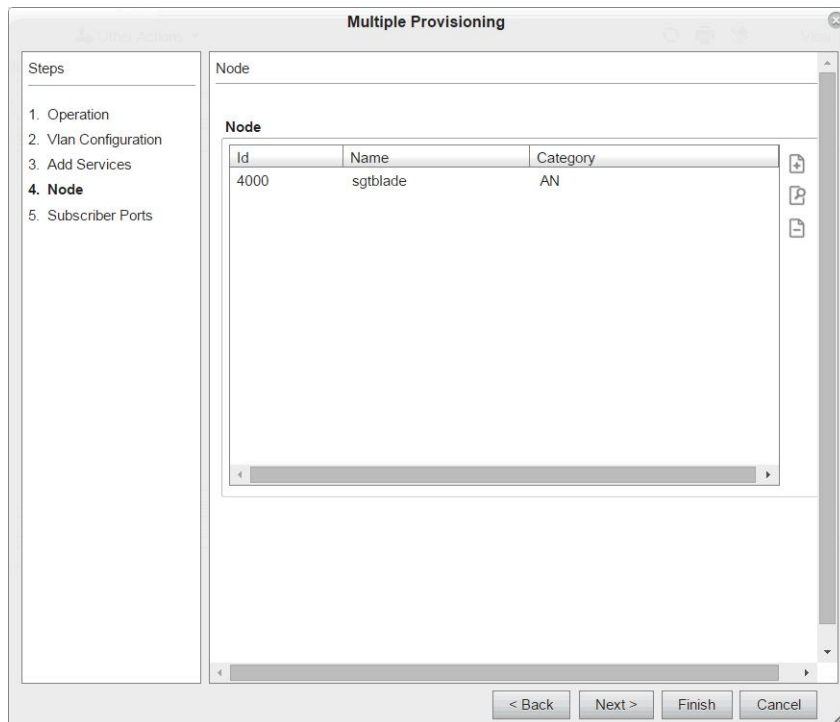 Multiple Provisioning
Steps
1. Operation
2. Vlan Configuration
3. Add Services
4. Node
5. Subscriber Ports
Node
Node
Id Name Category
4000 sgtblade AN
< Back Next > Finish Cancel